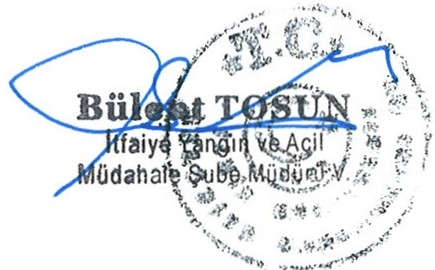 T.C.
Bülent TOSUN
İtfaiye Yangın ve Acil
Müdahale Şube Müdürü V.